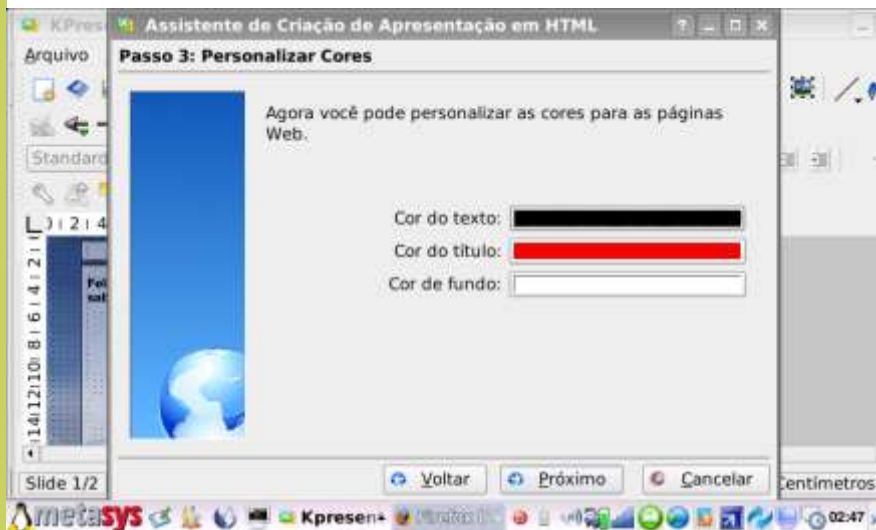 Assistente de Criação de Apresentação em HTML
Arquivo
Passo 3: Personalizar Cores
Agora você pode personalizar as cores para as páginas
Web.
Standard
Cor do texto:
Cor do título:
Cor de fundo:
Slide 1/2
Voltar
Próximo
Cancelar
Centímetros
metasys
Kpresen
02:47